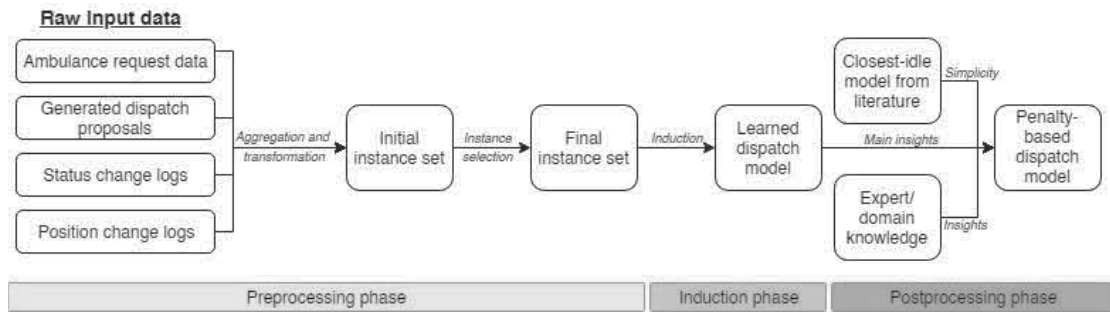 Raw Input data
Ambulance request data
Generated dispatch
proposals
Status change logs
Position change logs
Aggregation and
transformation
Initial
instance set
Instance
selection
Final
instance set
Induction
Learned
dispatch
model
Closest-idle
model from
literature
Simplicity
Main insights
Expert/
domain
knowledge
Insights
Penalty-
based
dispatch
model
Preprocessing phase
Induction phase
Postprocessing phase